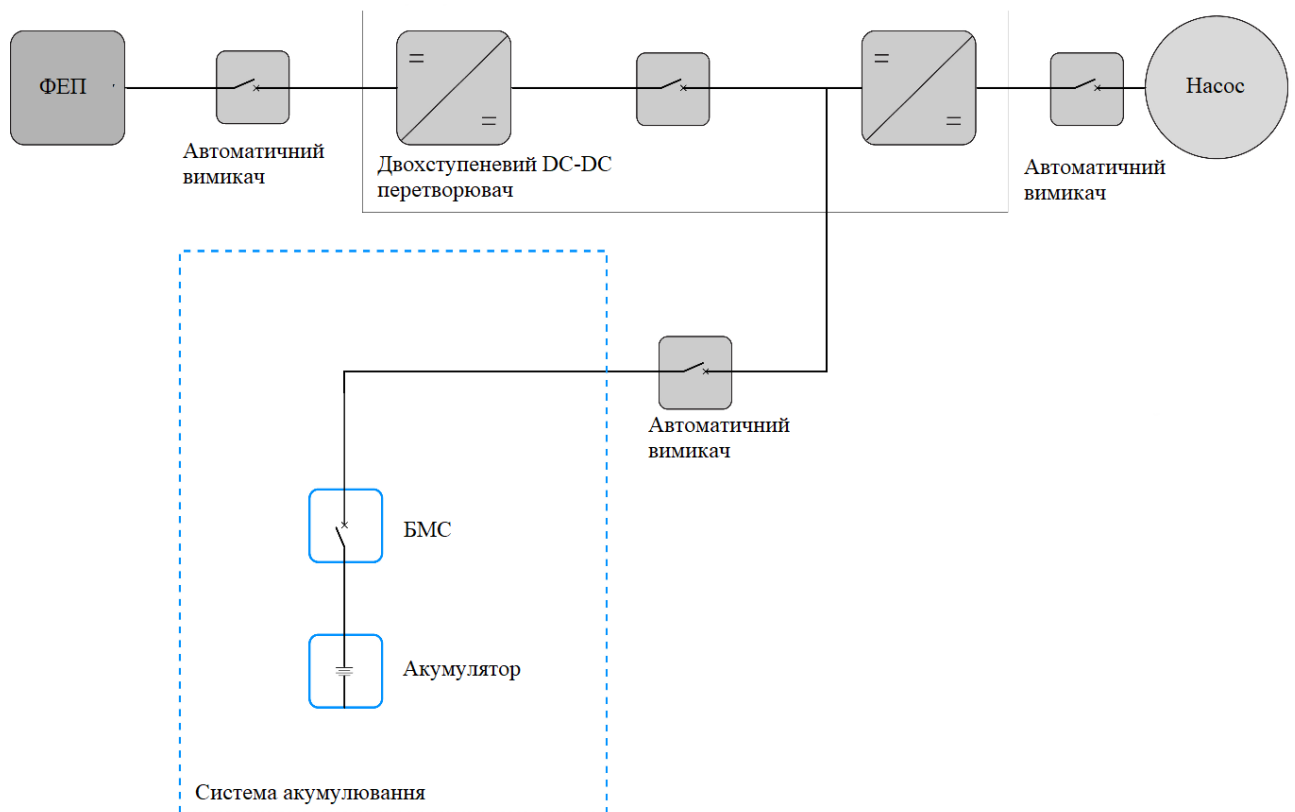 ФЕП
Насос
Автоматичний
вимикач
Двохступеневий DC-DC
перетворювач
Автоматичний
вимикач
Автоматичний
вимикач
БМС
Акумулятор
Система акумулювання